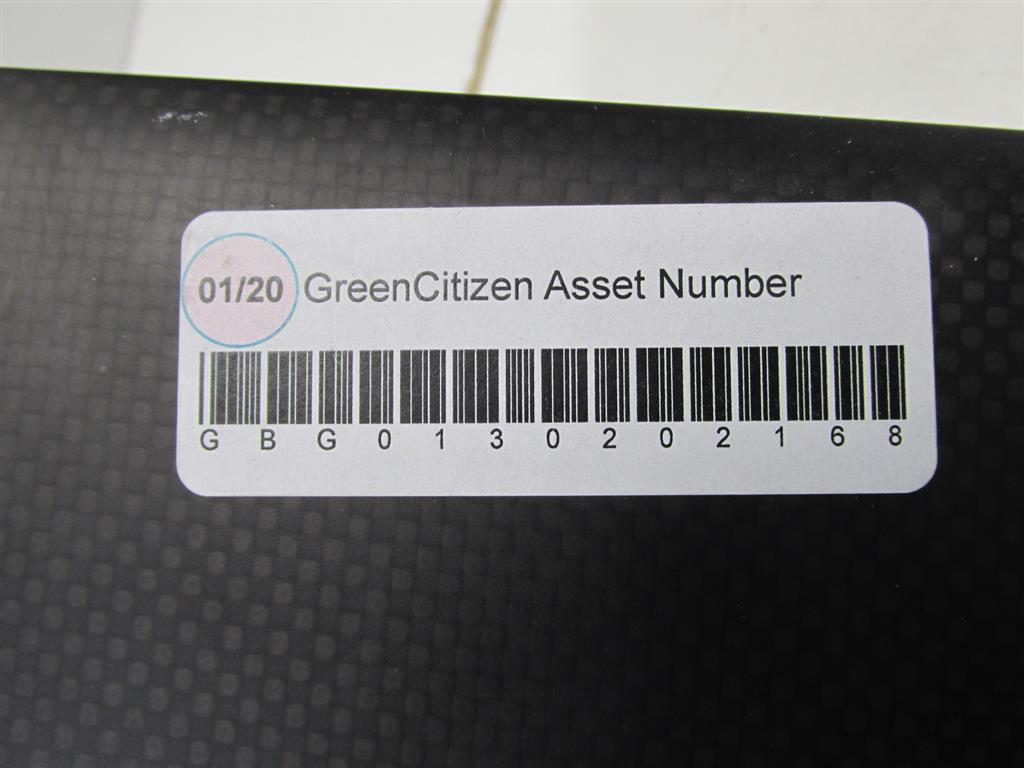 01/20 GreenCitizen Asset Number
G B G 0 1 3 0 2 0 2 1 6 8